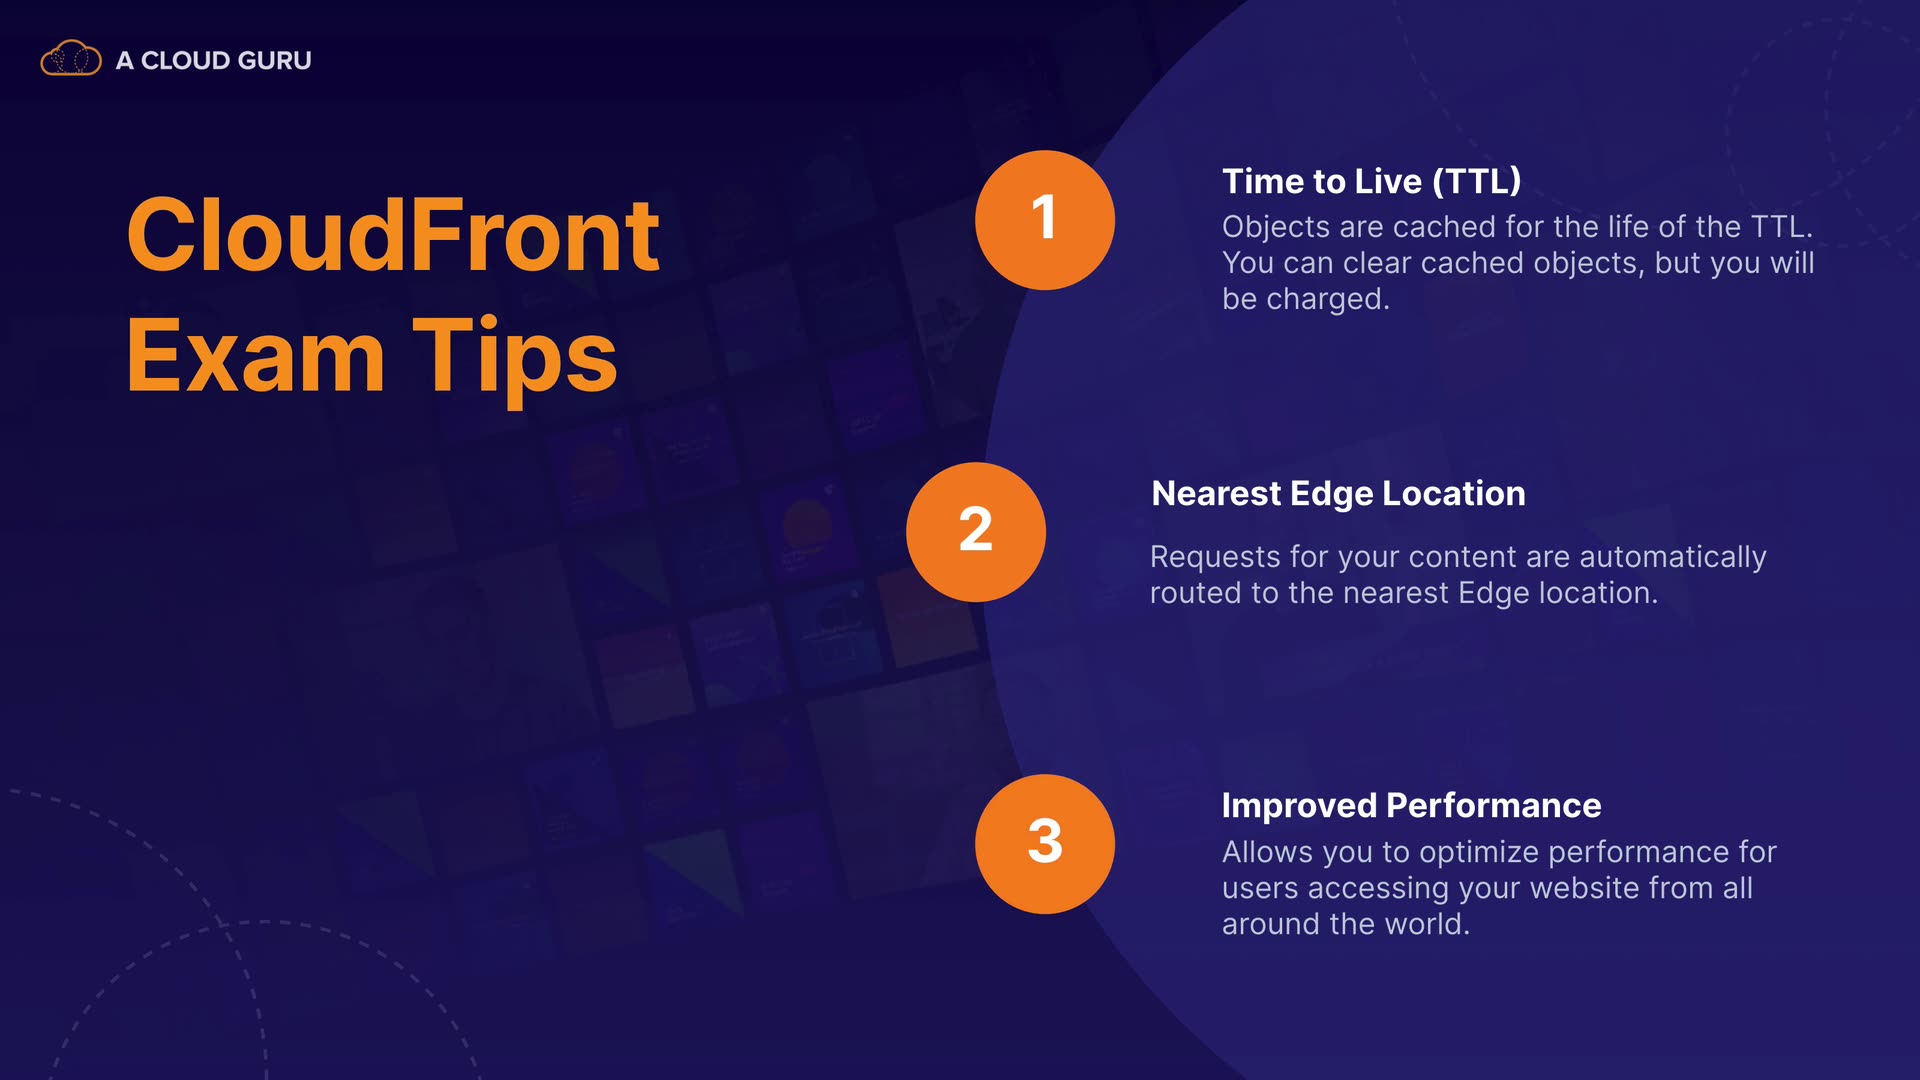 A CLOUD GURU
CloudFront
Exam Tips
1
Time to Live (TTL)
Objects are cached for the life of the TTL.
You can clear cached objects, but you will
be charged.
2
Nearest Edge Location
Requests for your content are automatically
routed to the nearest Edge location.
3
Improved Performance
Allows you to optimize performance for
users accessing your website from all
around the world.